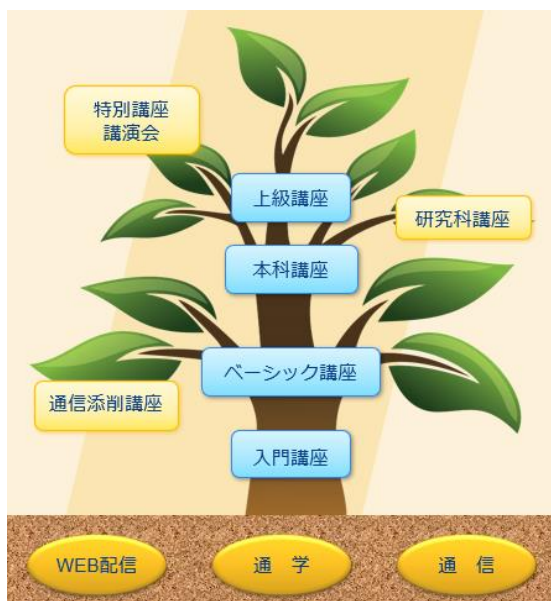 特別講座
講演会
上級講座
研究科講座
本科講座
ベーシック講座
通信添削講座
入門講座
WEB配信
通　学
通　信